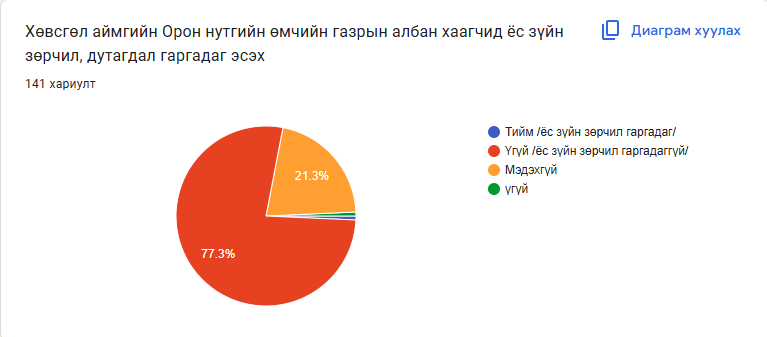 Хөвсгөл аймгийн Орон нутгийн өмчийн газрын албан хаагчид ёс зүйн
зөрчил, дутагдал гаргадаг эсэх
Диаграм хуулах
141 хариулт
Тийм /ёс зүйн зөрчил гаргадаг/
Үгүй /ёс зүйн зөрчил гаргадаггүй/
Мэдэхгүй
үгүй
21.3%
77.3%